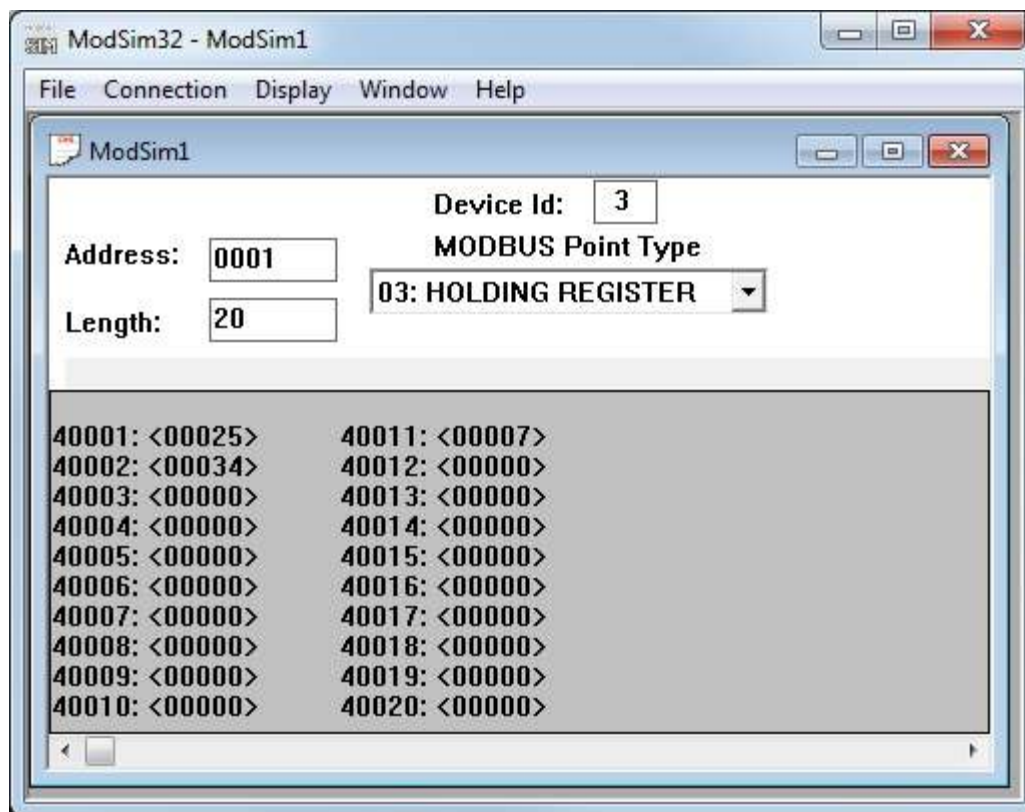 ModSim32 - ModSim1
File Connection Display Window Help
ModSim1
Device Id: 3
Address: 0001
MODBUS Point Type
03: HOLDING REGISTER
Length: 20
40001: <00025> 40011: <00007>
40002: <00034> 40012: <00000>
40003: <00000> 40013: <00000>
40004: <00000> 40014: <00000>
40005: <00000> 40015: <00000>
40006: <00000> 40016: <00000>
40007: <00000> 40017: <00000>
40008: <00000> 40018: <00000>
40009: <00000> 40019: <00000>
40010: <00000> 40020: <00000>